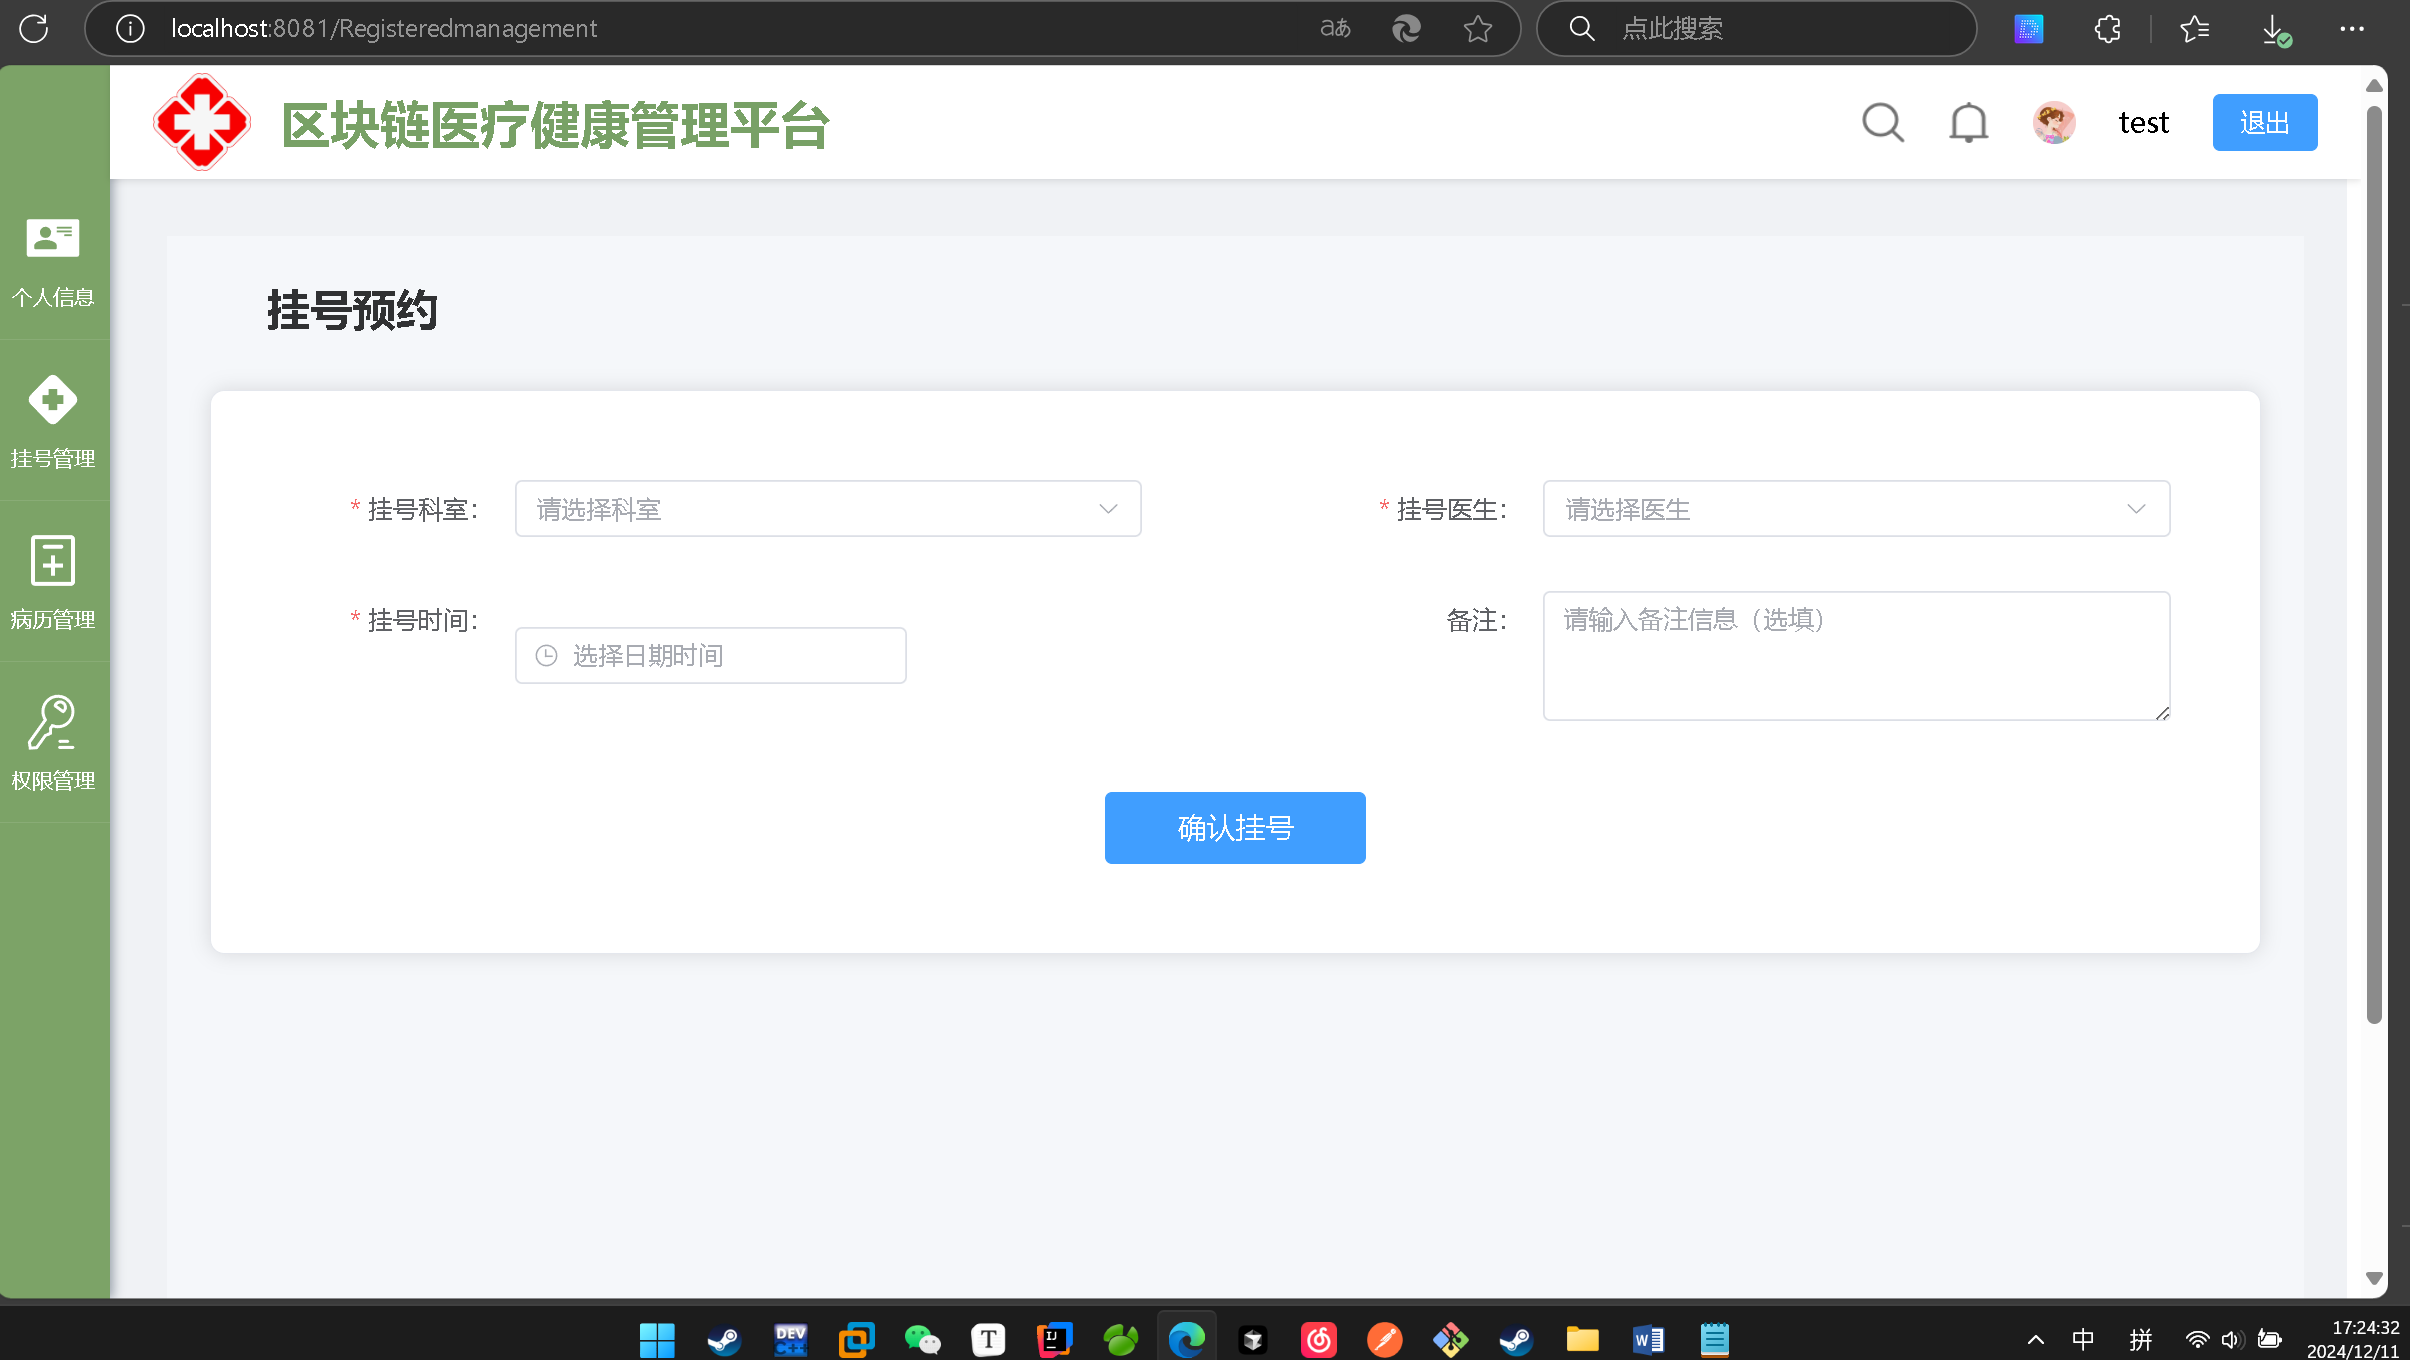 localhost:8081/Registeredmanagement
aあ
点此搜索
区块链医疗健康管理平台
test
退出
个人信息
挂号管理
病历管理
权限管理
挂号预约
* 挂号科室:
请选择科室
* 挂号医生:
请选择医生
* 挂号时间:
选择日期时间
备注:
请输入备注信息（选填）
确认挂号
DEV
C++
T
IJ
W
中
拼
17:24:32
2024/12/11